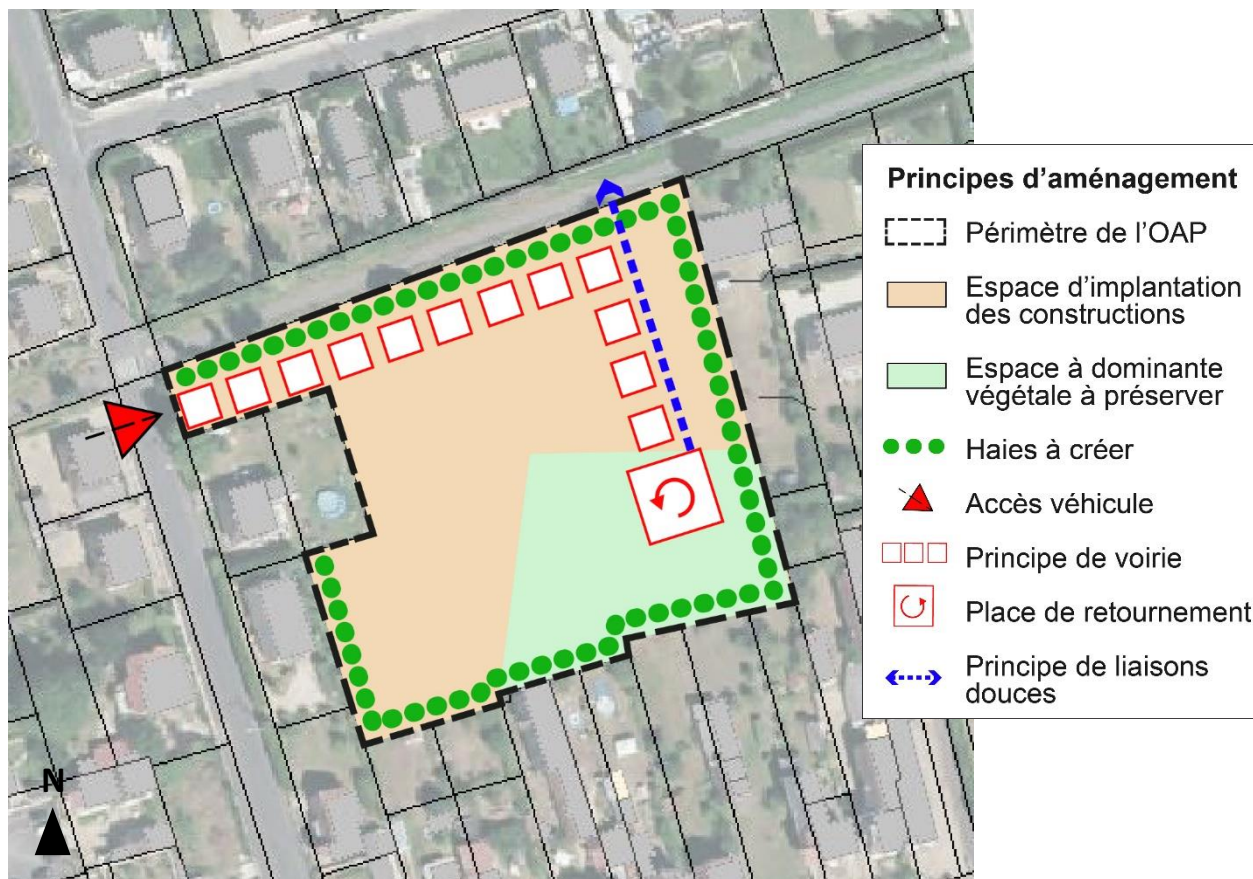 Principes d'aménagement
Périmètre de l'OAP
Espace d'implantation
des constructions
Espace à dominante
végétale à préserver
Haies à créer
Accès véhicule
Principe de voirie
Place de retournement
Principe de liaisons
douces
N